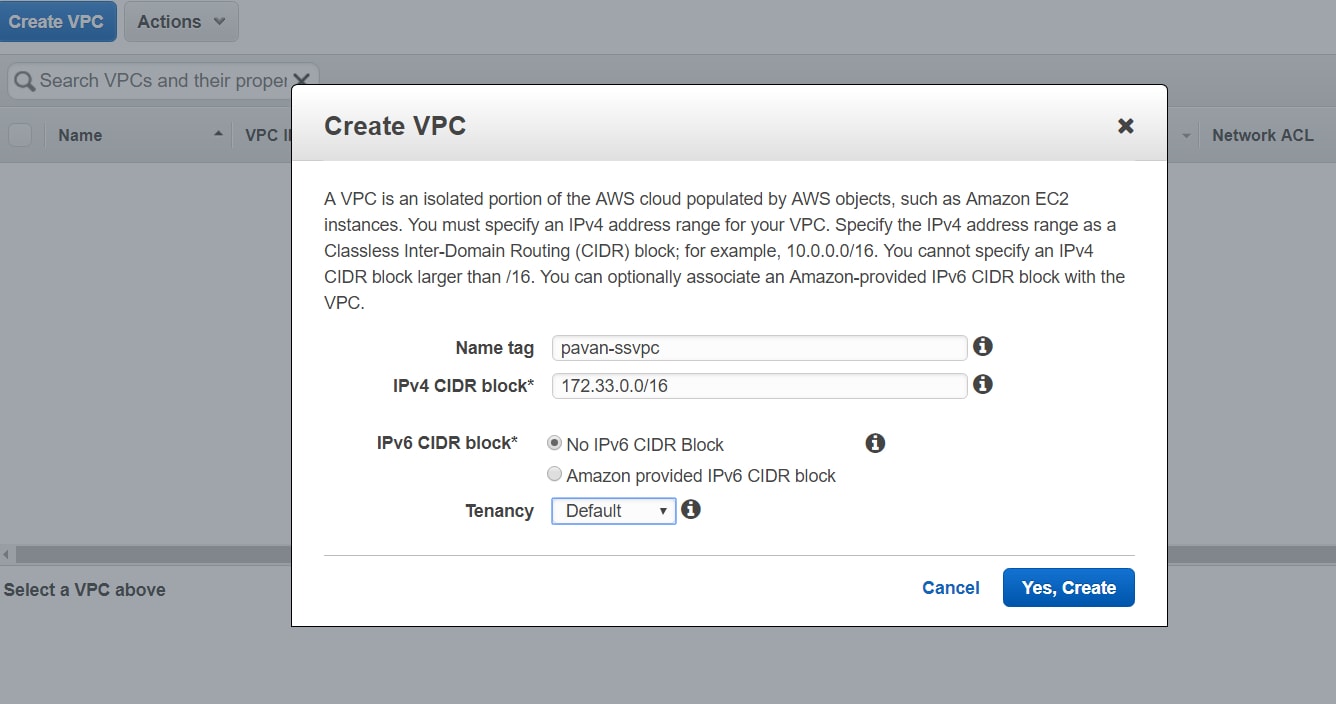 Create VPC
Actions
Search VPCs and their proper
Name
VPC I
Network ACL
Create VPC
A VPC is an isolated portion of the AWS cloud populated by AWS objects, such as Amazon EC2
instances. You must specify an IPv4 address range for your VPC. Specify the IPv4 address range as a
Classless Inter-Domain Routing (CIDR) block; for example, 10.0.0.0/16. You cannot specify an IPv4
CIDR block larger than /16. You can optionally associate an Amazon-provided IPv6 CIDR block with the
VPC.
Name tag pavan-ssvpc
IPv4 CIDR block* 172.33.0.0/16
IPv6 CIDR block* No IPv6 CIDR Block
Amazon provided IPv6 CIDR block
Tenancy Default
Cancel Yes, Create
Select a VPC above